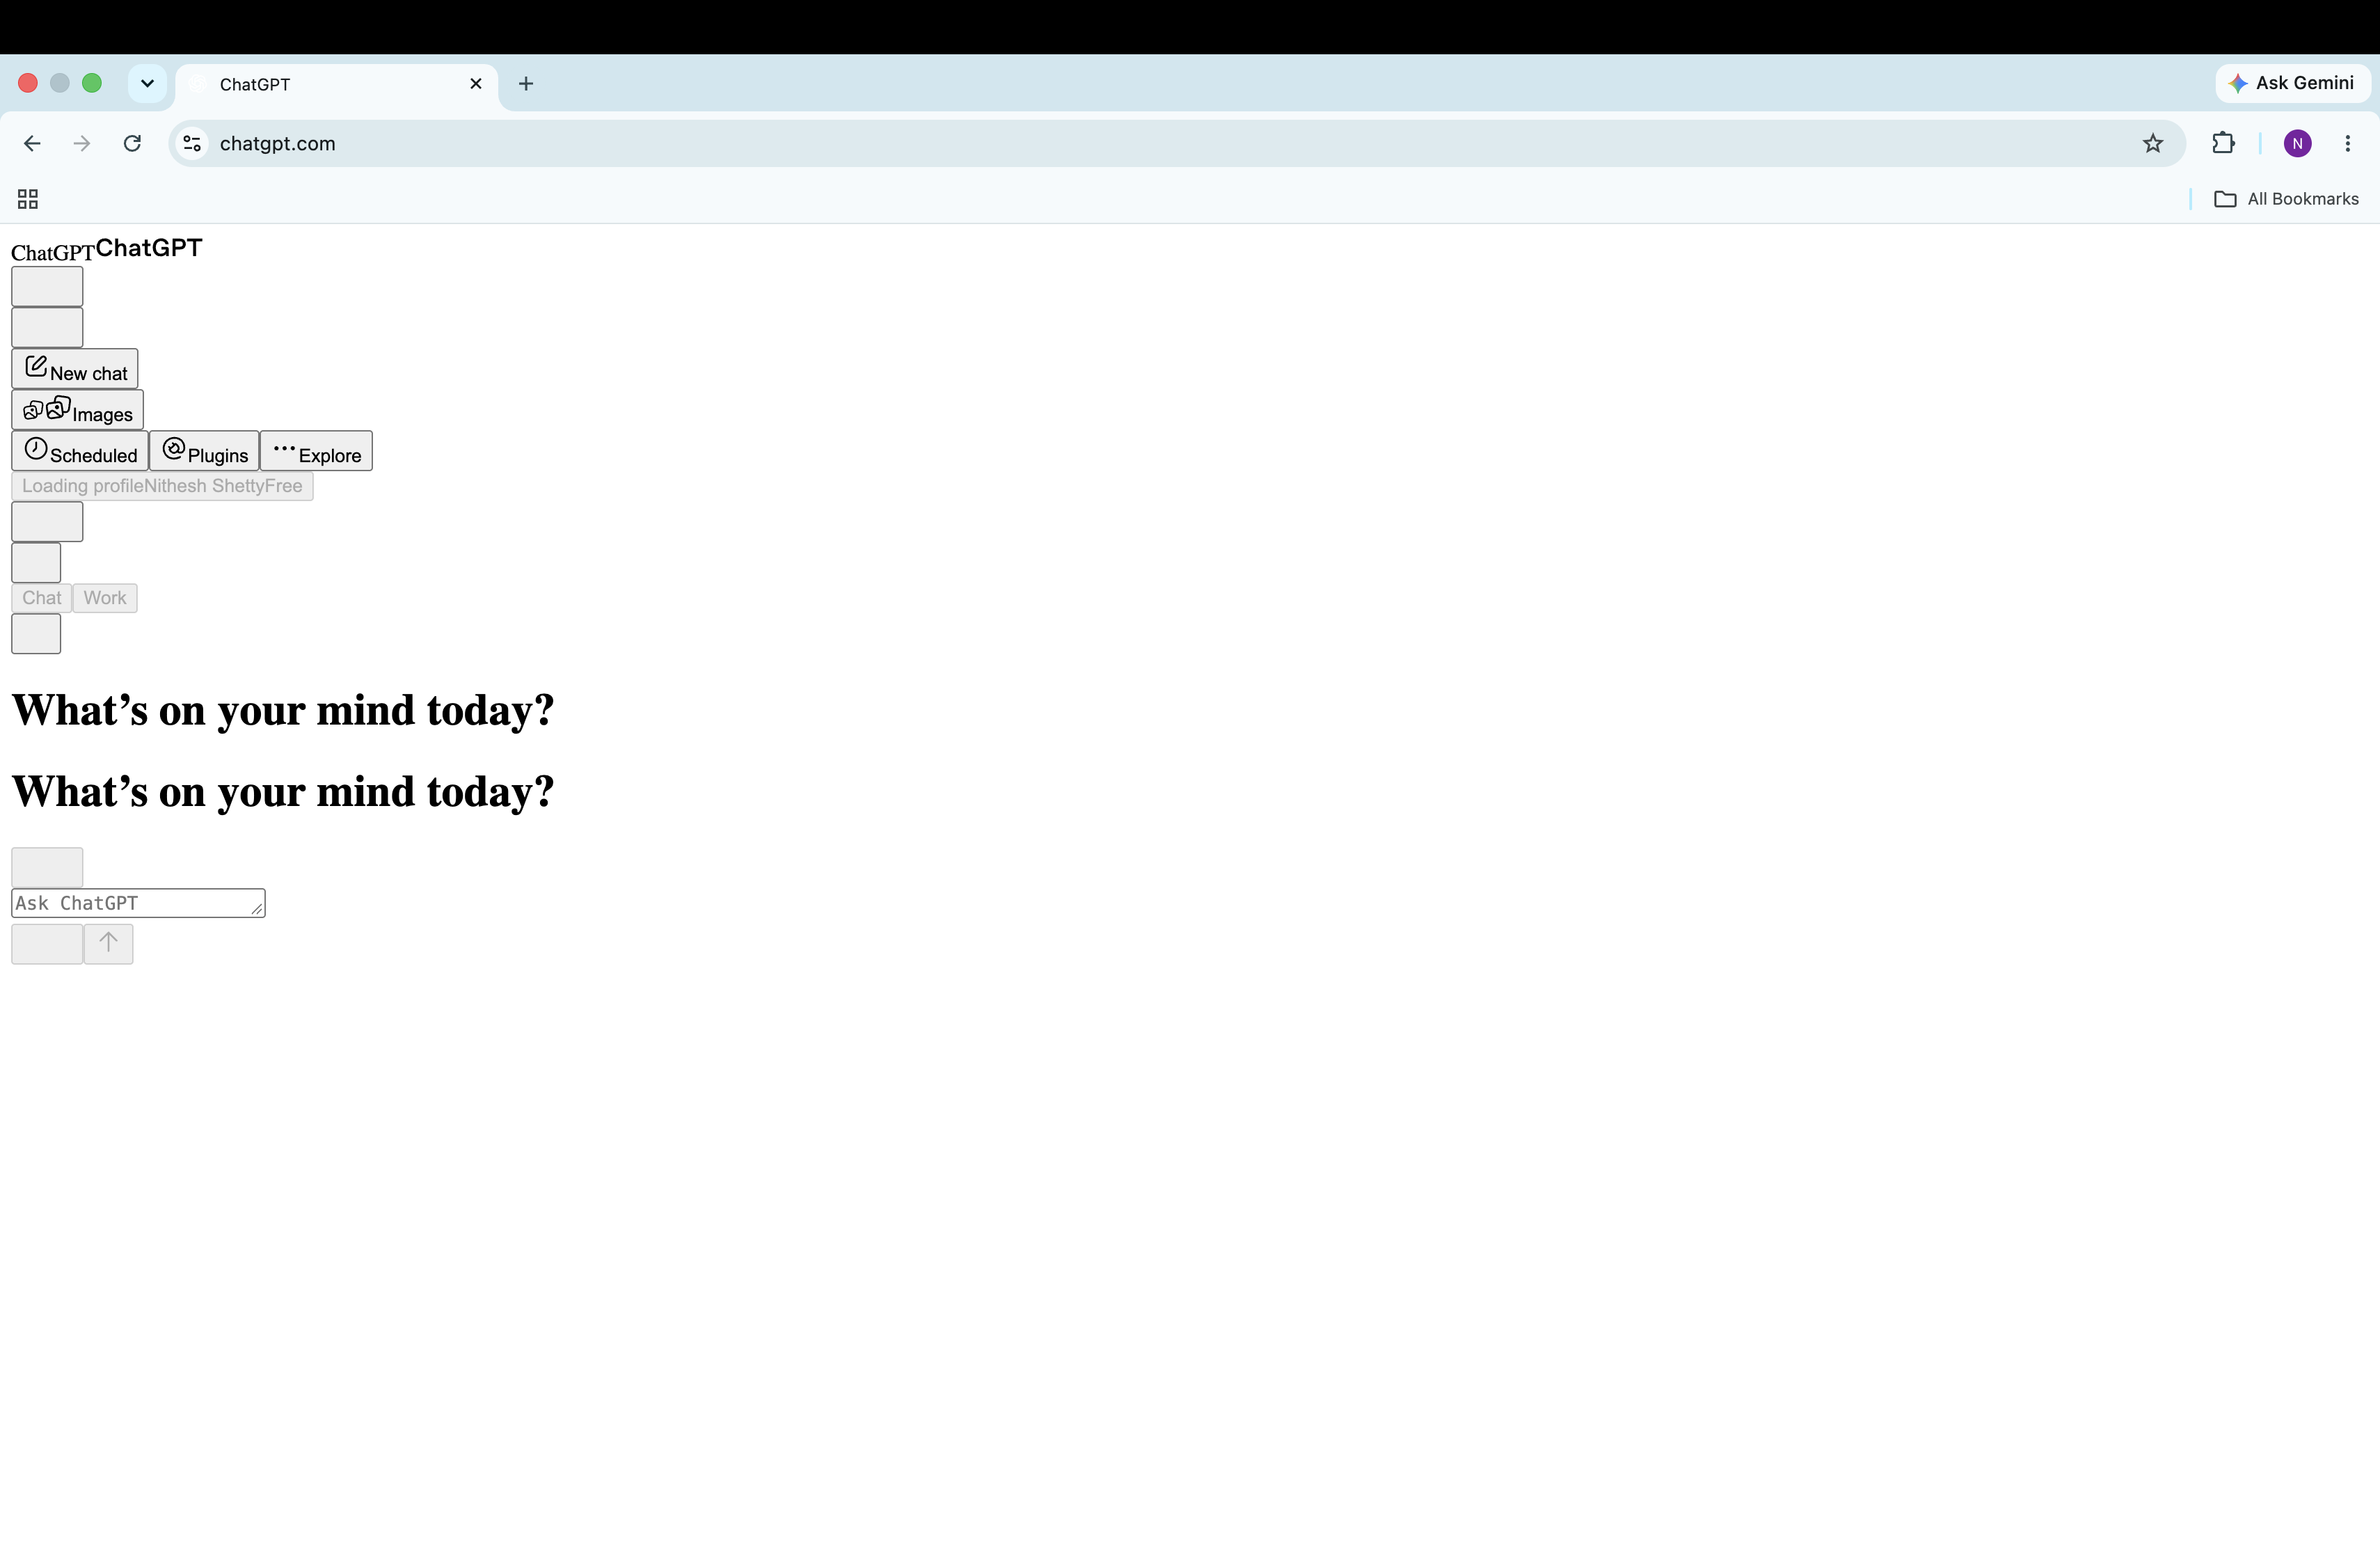 ChatGPT
Ask Gemini
chatgpt.com
N
All Bookmarks
ChatGPTChatGPT
New chat
Images
Scheduled Plugins Explore
Loading profileNithesh ShettyFree
Chat Work
What’s on your mind today?
What’s on your mind today?
Ask ChatGPT